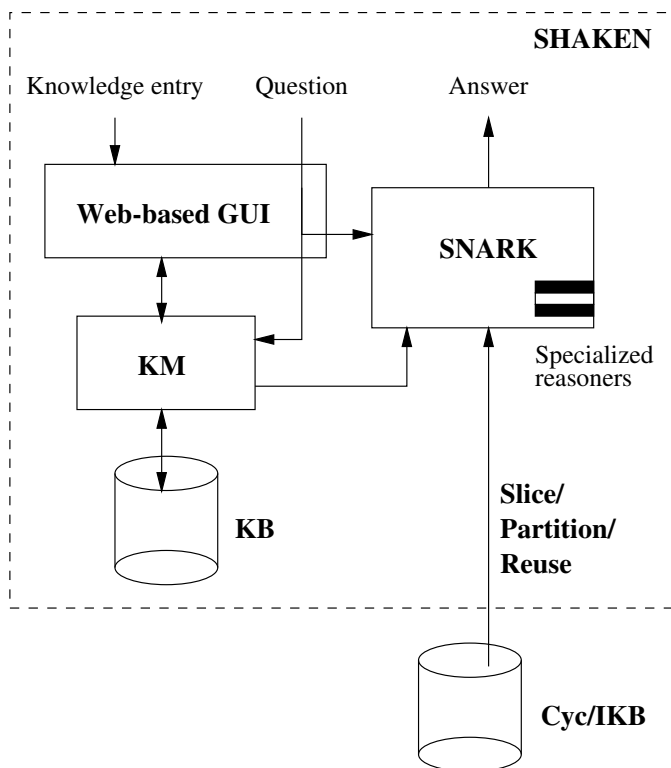 SHAKEN
Knowledge entry
Question
Answer
Web-based GUI
SNARK
KM
Specialized
reasoners
Slice/
Partition/
Reuse
KB
Cyc/IKB